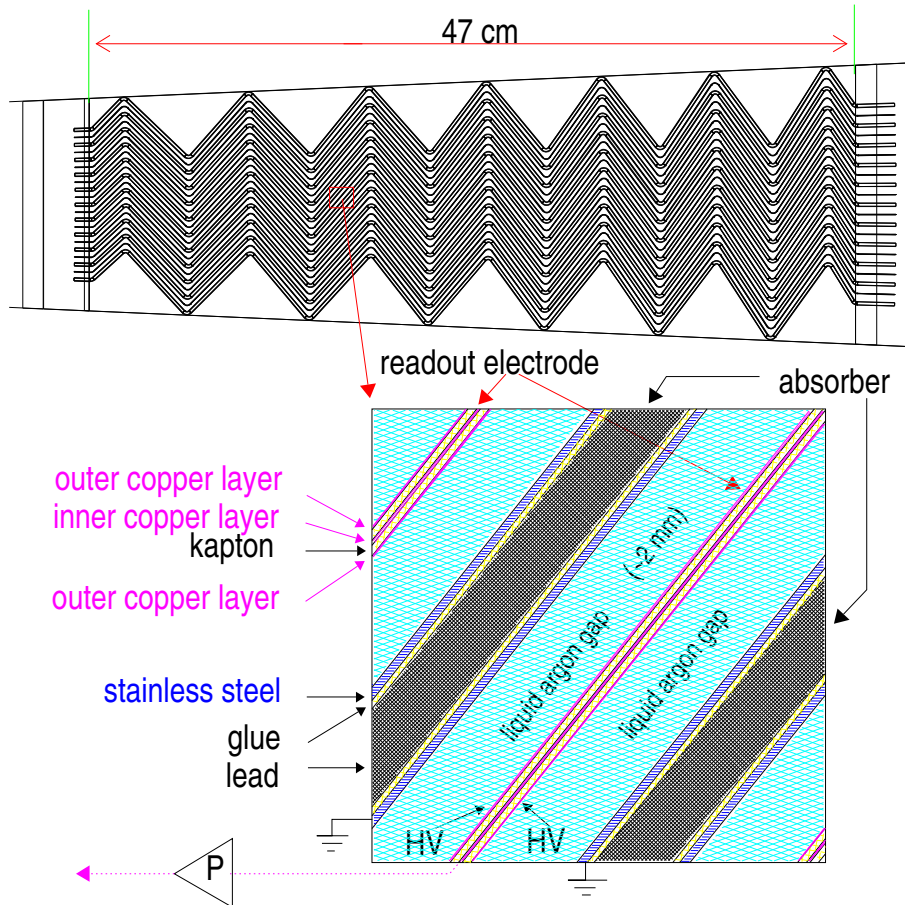 47 cm
readout electrode
absorber
outer copper layer
inner copper layer
kapton
outer copper layer
(~2 mm)
liquid argon gap
liquid argon gap
stainless steel
glue
lead
HV
HV
P